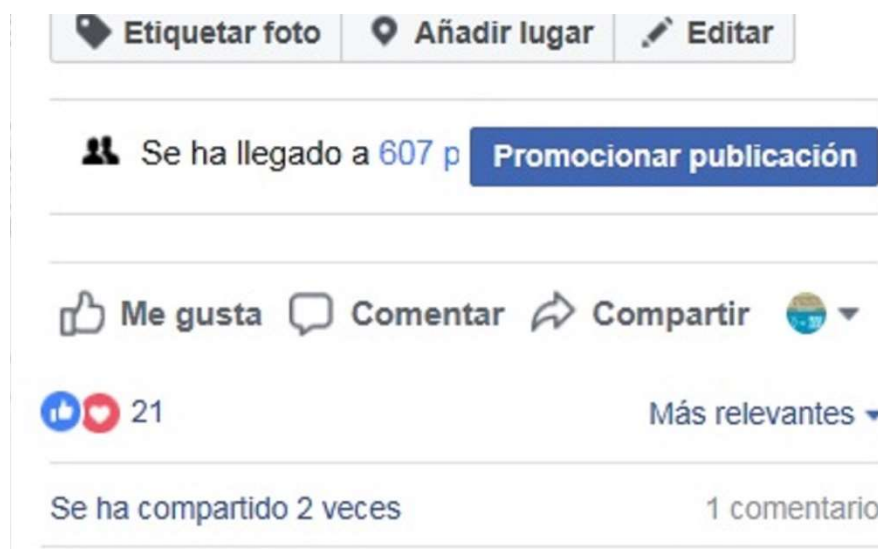 Etiquetar foto Añadir lugar Editar
Se ha llegado a 607 p Promocionar publicación
Me gusta Comentar Compartir
21 Más relevantes
Se ha compartido 2 veces 1 comentario